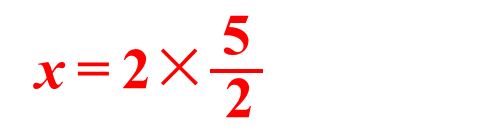 x = 2 × 5/2